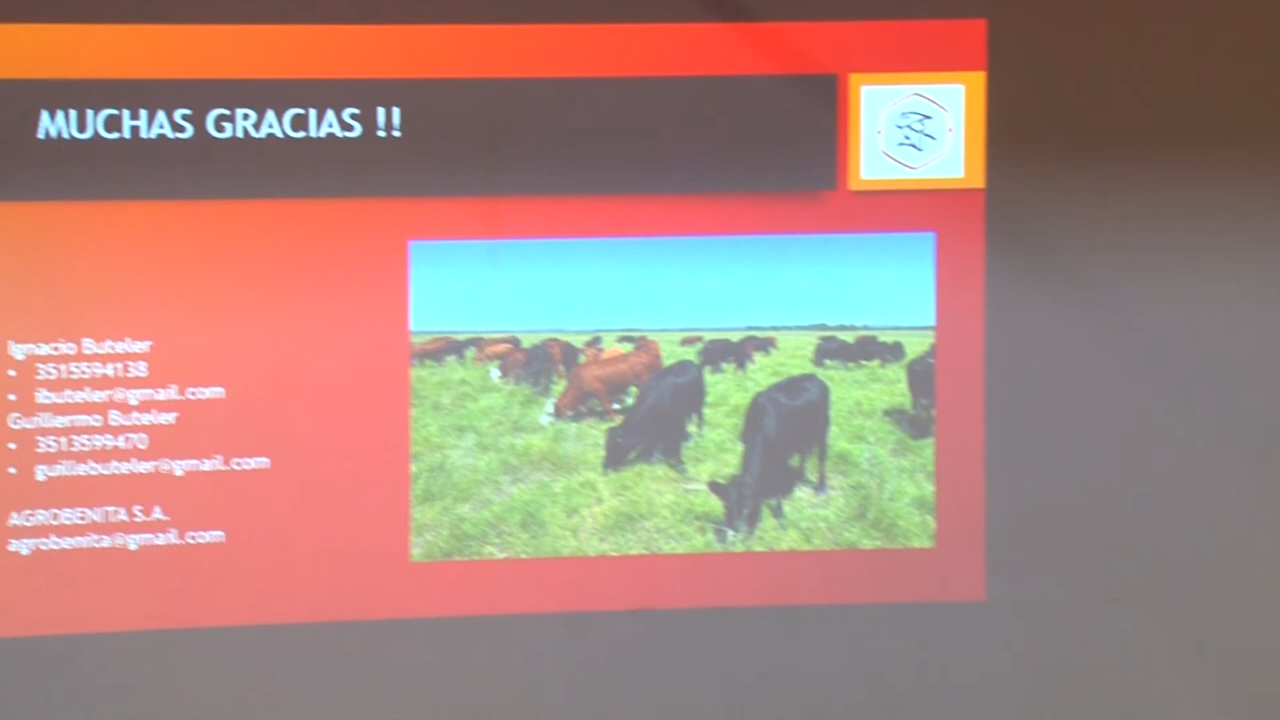 MUCHAS GRACIAS !!
Ignacio Buteler
• 3515594138
• ibuteler@gmail.com
Guillermo Buteler
• 3513599470
• guillebuteler@gmail.com
AGROBENITA S.A.
agrobenita@gmail.com